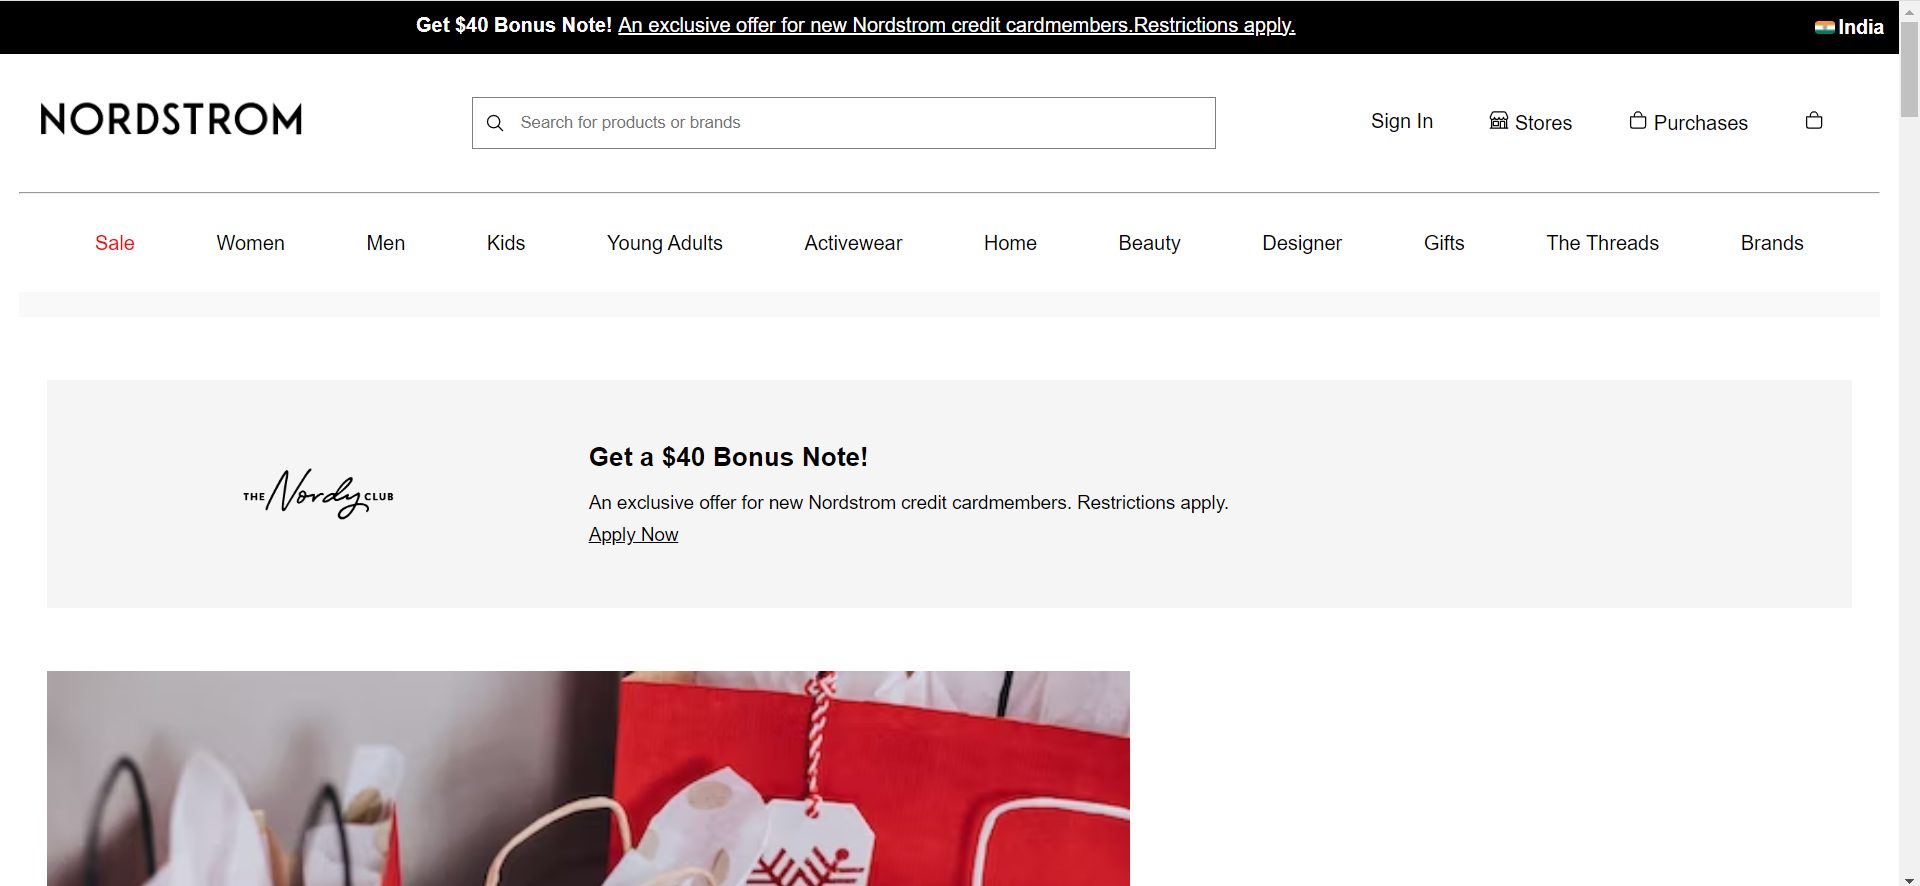 Get $40 Bonus Note! An exclusive offer for new Nordstrom credit cardmembers.Restrictions apply.
India
NORDSTROM
Search for products or brands
Sign In
Stores
Purchases
Sale
Women
Men
Kids
Young Adults
Activewear
Home
Beauty
Designer
Gifts
The Threads
Brands
THE Nordy CLUB
Get a $40 Bonus Note!
An exclusive offer for new Nordstrom credit cardmembers. Restrictions apply.
Apply Now